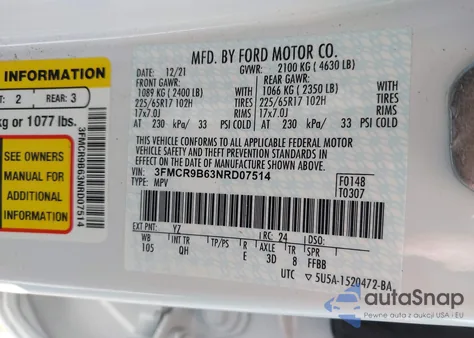 INFORMATION
T: 2 REAR: 3
kg or 1077 lbs.
SEE OWNERS
MANUAL FOR
ADDITIONAL
INFORMATION
3FMCR9B63NRD07514
MFD. BY FORD MOTOR CO.
DATE: 12/21 GVWR: 2100 KG ( 4630 LB)
FRONT GAWR: REAR GAWR:
1089 KG ( 2400 LB) 1066 KG ( 2350 LB)
225/65R17 102H TIRES 225/65R17 102H
17x7.0J RIMS 17x7.0J
AT 230 kPa/ 33 PSI COLD AT 230 kPa/ 33 PSI COLD
THIS VEHICLE CONFORMS TO ALL APPLICABLE FEDERAL MOTOR
VEHICLE SAFETY AND THEFT PREVENTION STANDARDS IN EFFECT ON
THE DATE OF MANUFACTURE SHOWN ABOVE.
VIN: 3FMCR9B63NRD07514
TYPE: MPV
F0148
T0307
EXT PNT: YZ RC: 24 DSO:
WB INT TR TP/PS R AXLE TR SPR
105 QH E 3D 8 FFBB
UTC 5U5A-1520472-BA
autoSnap
Pewne auta z USA i EU